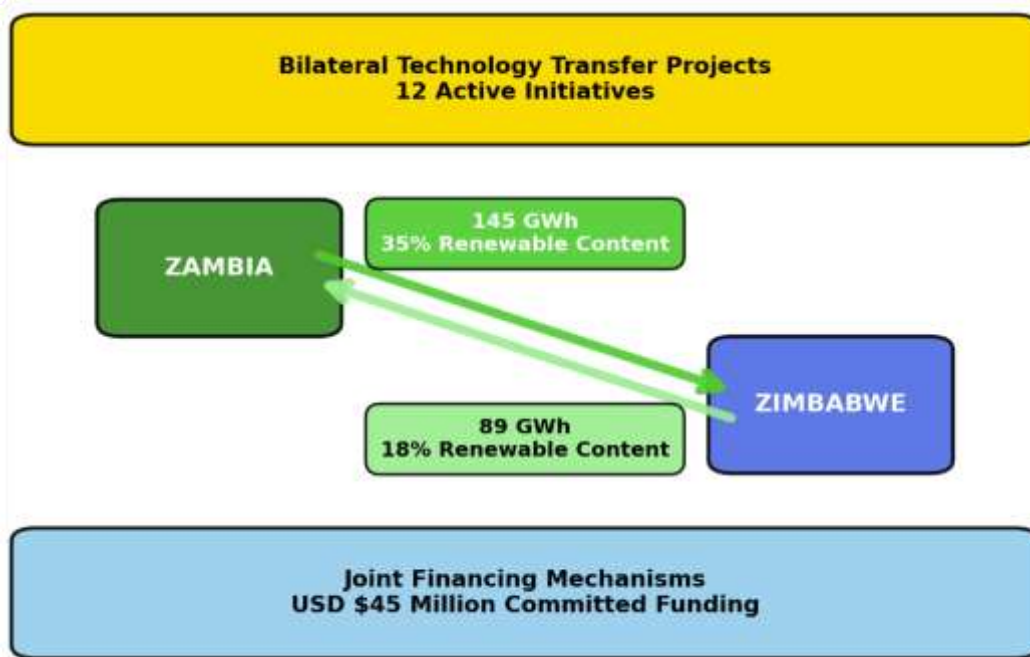 Bilateral Technology Transfer Projects
12 Active Initiatives
145 GWh
35% Renewable Content
ZAMBIA
ZIMBABWE
89 GWh
18% Renewable Content
Joint Financing Mechanisms
USD $45 Million Committed Funding